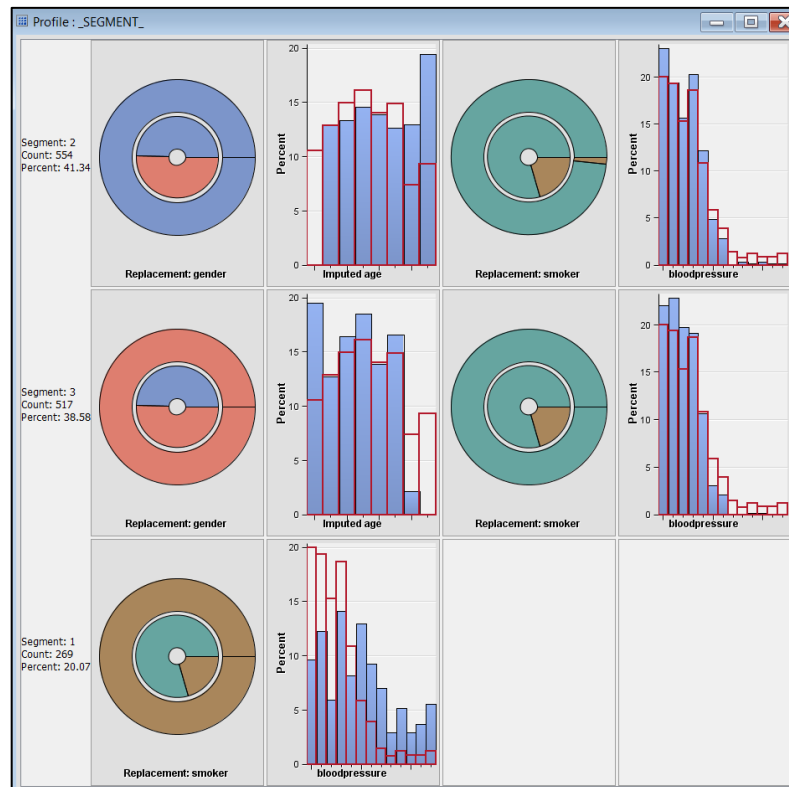 Profile : _SEGMENT_
Segment: 2
Count: 554
Percent: 41.34
Replacement: gender
20
15
10
5
0
Percent
Imputed age
Replacement: smoker
20
15
10
5
0
Percent
bloodpressure
Segment: 3
Count: 517
Percent: 38.58
Replacement: gender
20
15
10
5
0
Percent
Imputed age
Replacement: smoker
20
15
10
5
0
Percent
bloodpressure
Segment: 1
Count: 269
Percent: 20.07
Replacement: smoker
20
15
10
5
0
Percent
bloodpressure